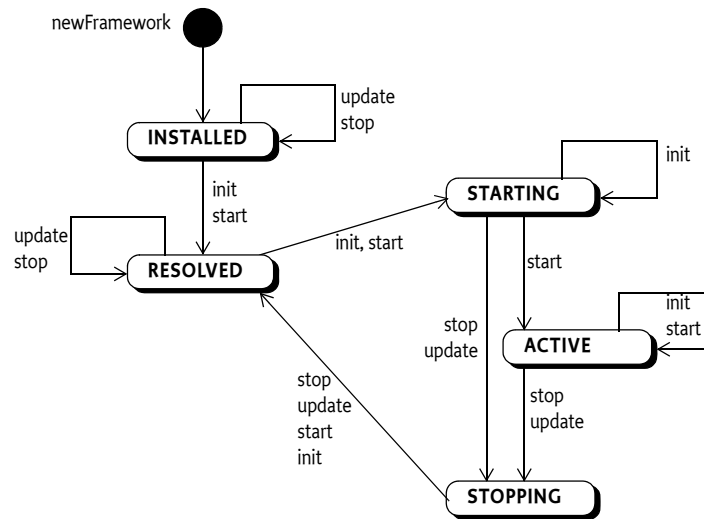 newFramework
update
stop
INSTALLED
init
start
STARTING
init
update
stop
RESOLVED
init, start
start
init
start
stop
update
ACTIVE
stop
update
start
init
stop
update
STOPPING